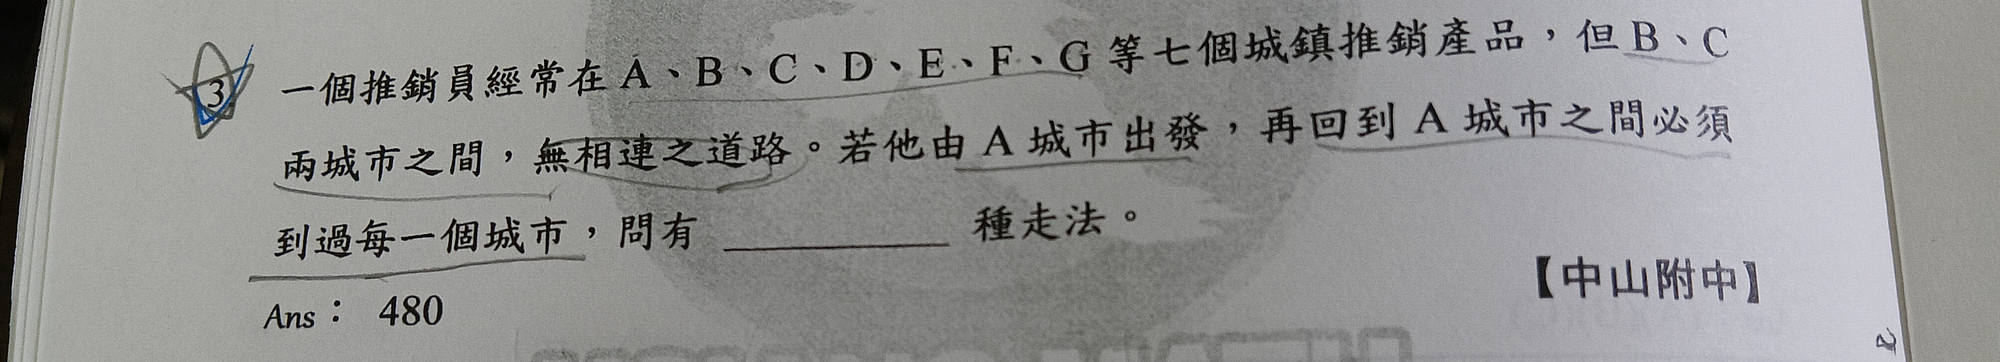 3. 一個推銷員經常在 A、B、C、D、E、F、G 等七個城鎮推銷產品，但 B、C
兩城市之間，無相連之道路。若他由 A 城市出發，再回到 A 城市之間必須
到過每一個城市，問有 __________ 種走法。
【中山附中】
Ans： 480